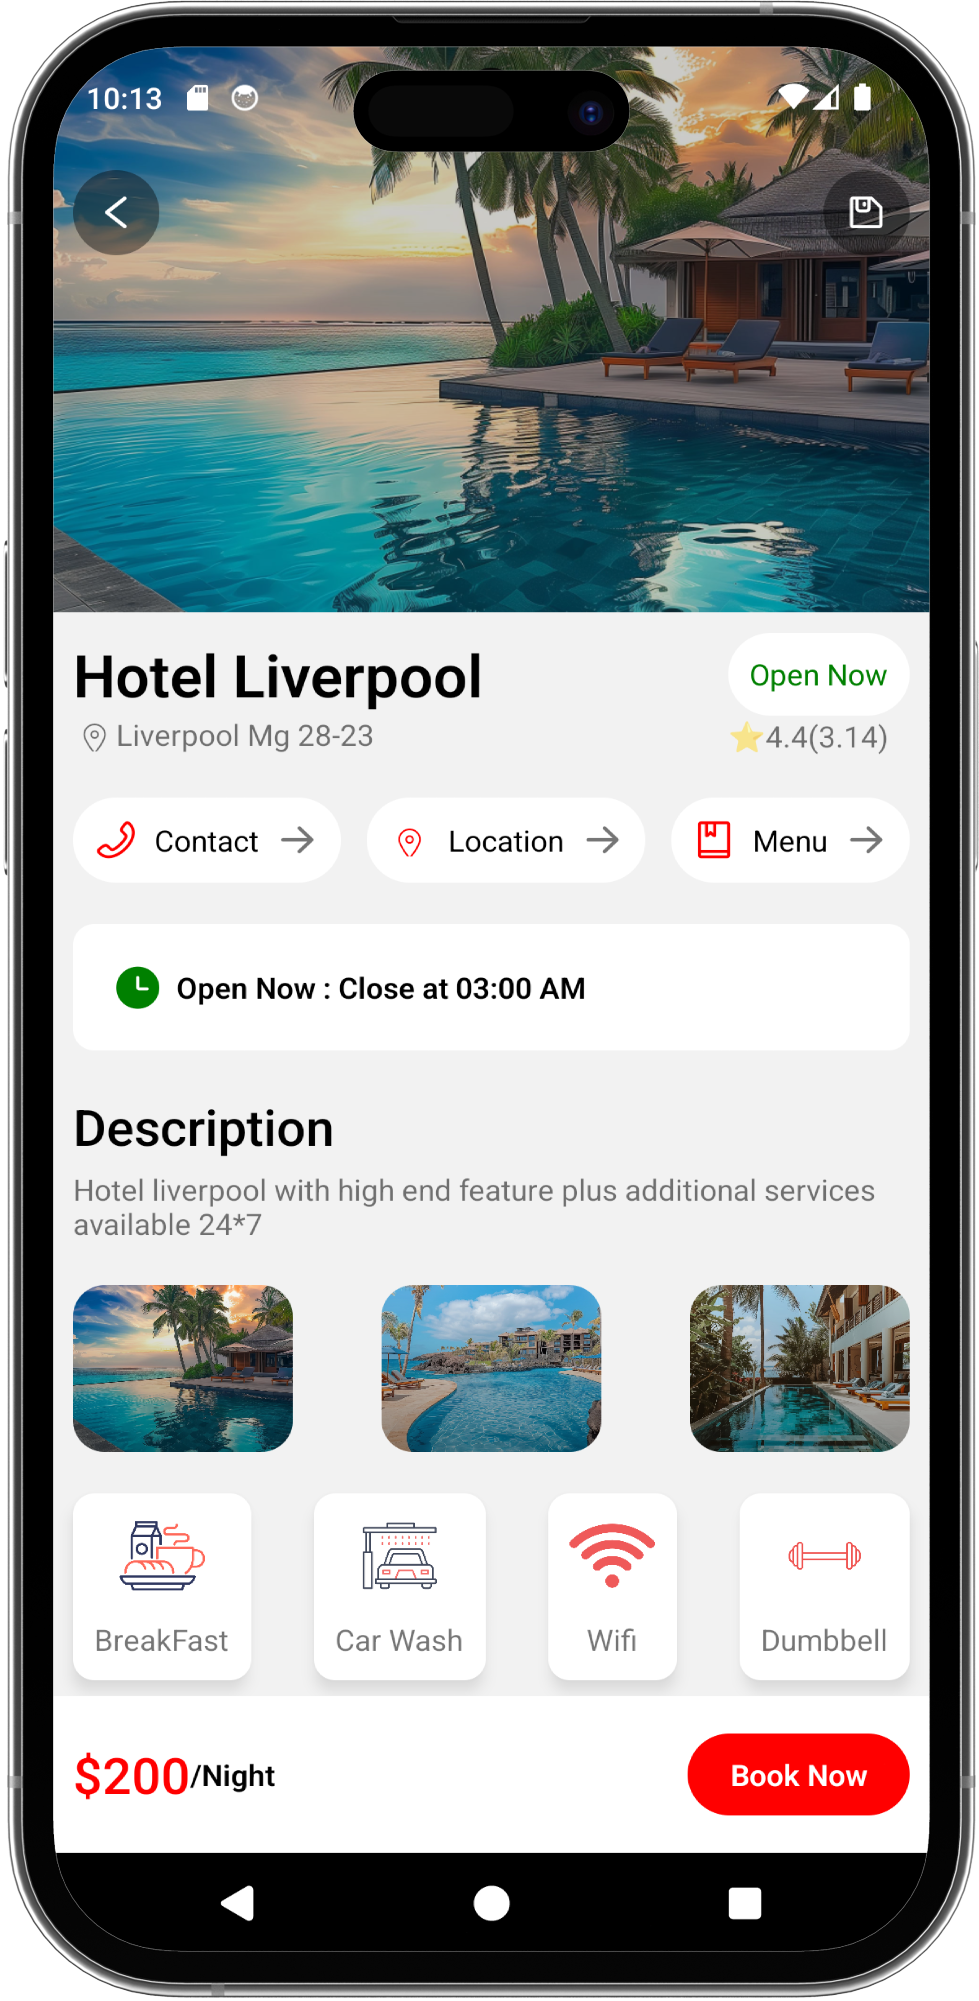 10:13
Hotel Liverpool
Open Now
Liverpool Mg 28-23
⭐4.4(3.14)
Contact
Location
Menu
Open Now : Close at 03:00 AM
Description
Hotel liverpool with high end feature plus additional services
available 24*7
BreakFast
Car Wash
Wifi
Dumbbell
$200/Night
Book Now